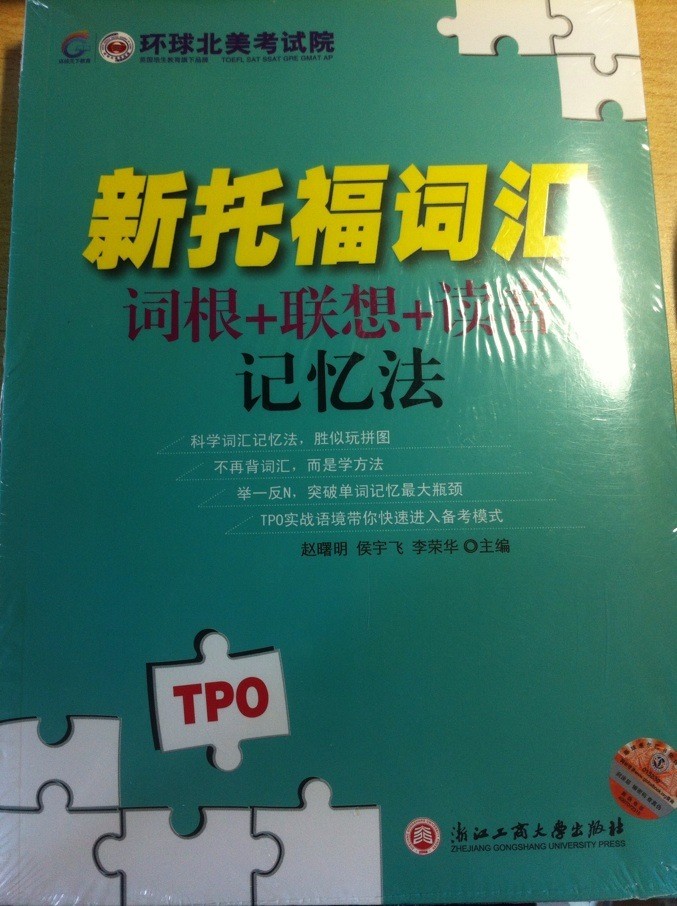 环球北美考试院
TOEFL SAT SSAT GRE GMAT AP
新托福词汇
词根+联想+读音
记忆法
科学词汇记忆法，胜似玩拼图
不再背词汇，而是学方法
举一反N，突破单词记忆最大瓶颈
TPO实战语境带你快速进入备考模式
赵曙明 侯宇飞 李荣华 主编
TPO
浙江工商大学出版社
ZHEJIANG GONGSHANG UNIVERSITY PRESS